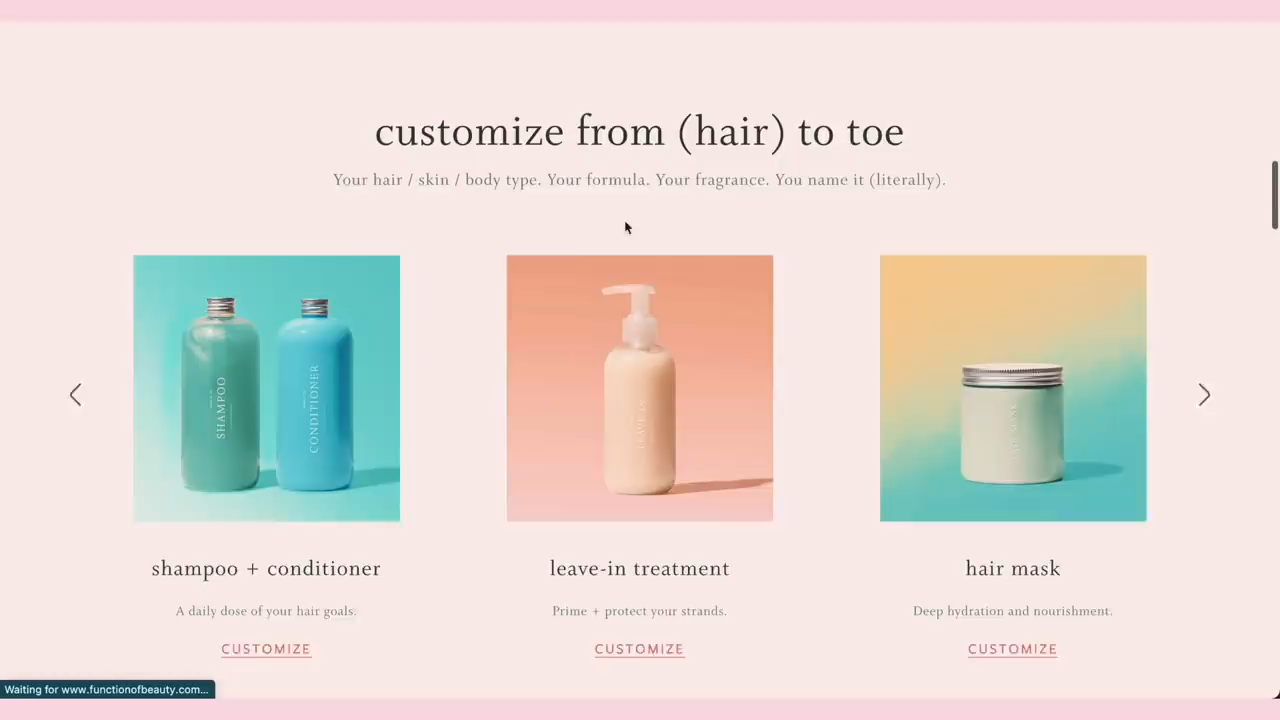 customize from (hair) to toe
Your hair / skin / body type. Your formula. Your fragrance. You name it (literally).
SHAMPOO
CONDITIONER
shampoo + conditioner
leave-in treatment
hair mask
A daily dose of your hair goals.
Prime + protect your strands.
Deep hydration and nourishment.
CUSTOMIZE
CUSTOMIZE
CUSTOMIZE
Waiting for www.functionofbeauty.com...